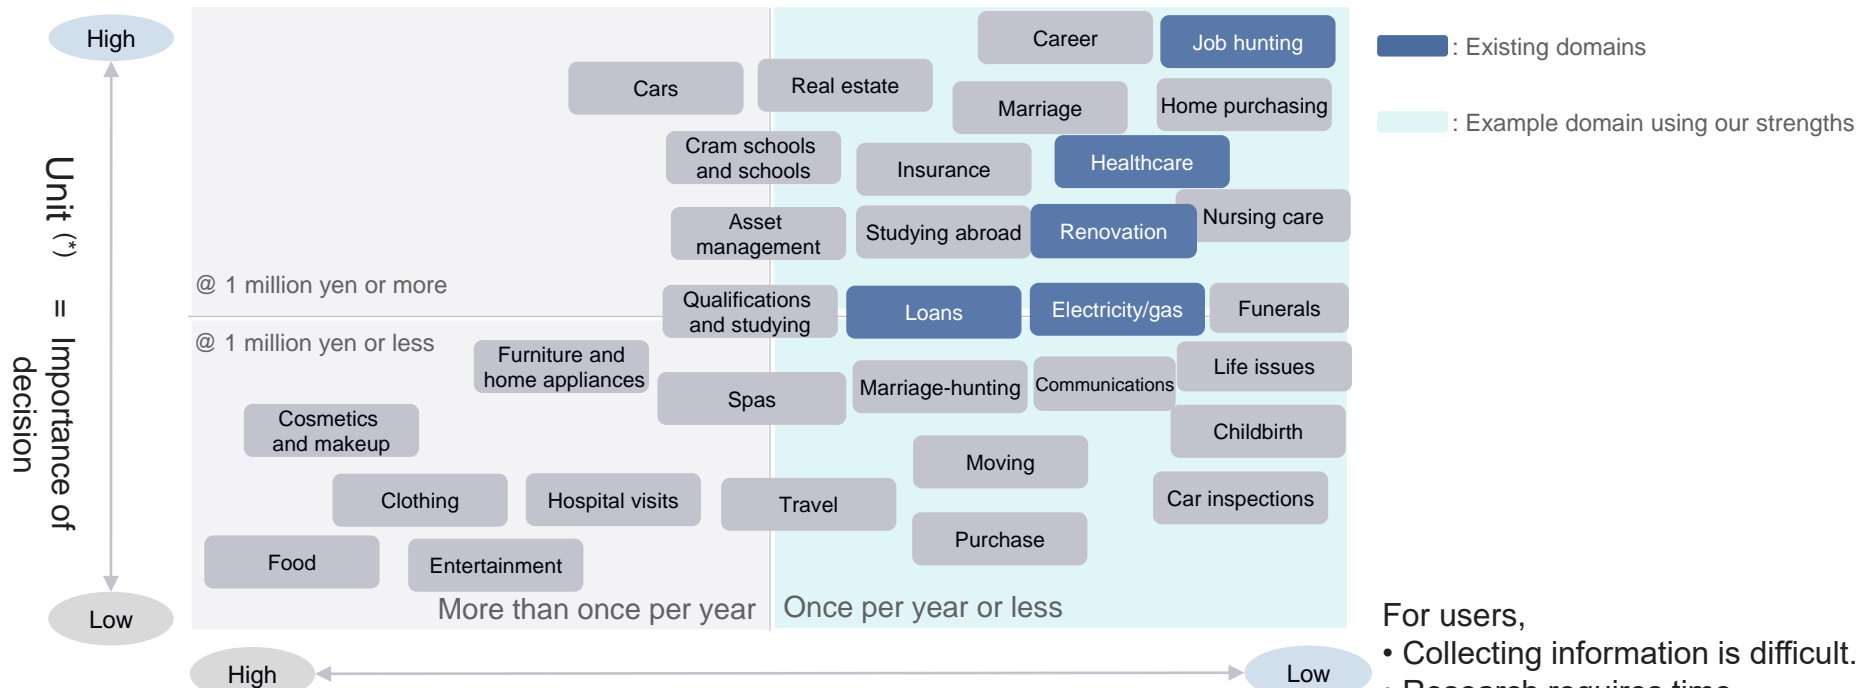 High
Career
Job hunting
: Existing domains
Cars
Real estate
Marriage
Home purchasing
: Example domain using our strengths
Cram schools
and schools
Insurance
Healthcare
Asset
management
Studying abroad
Renovation
Nursing care
Unit (*) = Importance of
decision
@ 1 million yen or more
Qualifications
and studying
Loans
Electricity/gas
Funerals
@ 1 million yen or less
Furniture and
home appliances
Spas
Marriage-hunting
Communications
Life issues
Cosmetics
and makeup
Childbirth
Moving
Clothing
Hospital visits
Travel
Car inspections
Purchase
Food
Entertainment
Low
More than once per year
Once per year or less
High
Low
For users,
• Collecting information is difficult.
• Research requires time